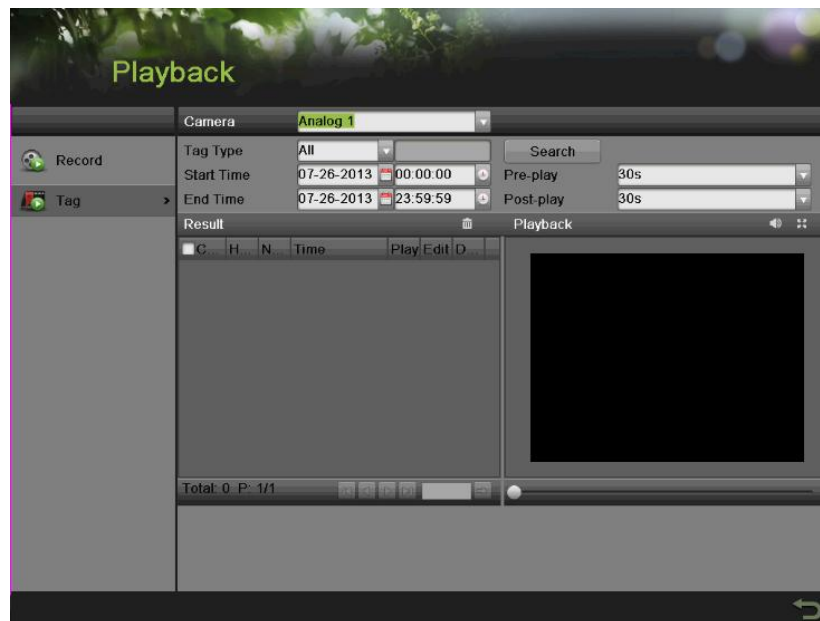 Playback
Camera Analog 1
Record
Tag
Tag Type All Search
Start Time 07-26-2013 00:00:00 Pre-play 30s
End Time 07-26-2013 23:59:59 Post-play 30s
Result Playback
C... H... N... Time Play Edit D...
Total: 0 P: 1/1